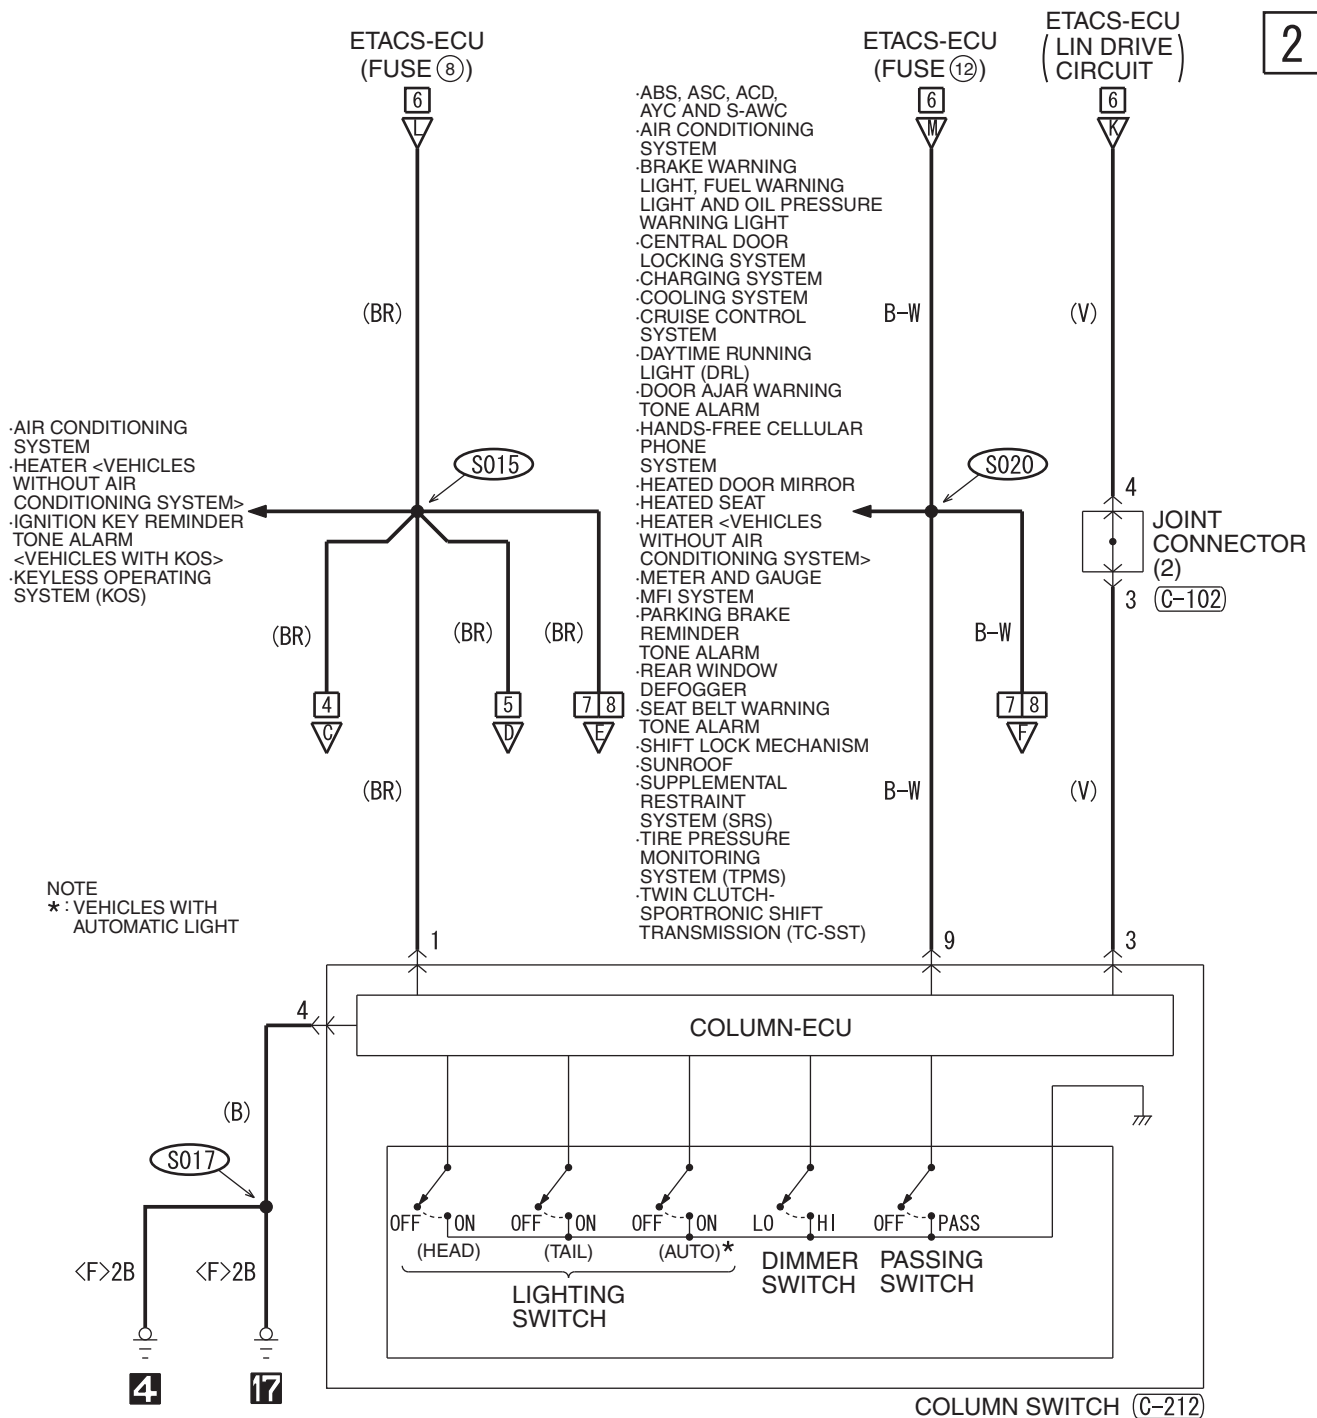 2
ETACS-ECU
(FUSE ⑧)
6
L
ETACS-ECU
(FUSE ⑫)
6
M
ETACS-ECU
(LIN DRIVE
CIRCUIT)
6
K
·ABS, ASC, ACD,
AYC AND S-AWC
·AIR CONDITIONING
SYSTEM
·BRAKE WARNING
LIGHT, FUEL WARNING
LIGHT AND OIL PRESSURE
WARNING LIGHT
·CENTRAL DOOR
LOCKING SYSTEM
·CHARGING SYSTEM
·COOLING SYSTEM
·CRUISE CONTROL
SYSTEM
·DAYTIME RUNNING
LIGHT (DRL)
·DOOR AJAR WARNING
TONE ALARM
·HANDS-FREE CELLULAR
PHONE
SYSTEM
·HEATED DOOR MIRROR
·HEATED SEAT
·HEATER <VEHICLES
WITHOUT AIR
CONDITIONING SYSTEM>
·METER AND GAUGE
·MFI SYSTEM
·PARKING BRAKE
REMINDER
TONE ALARM
·REAR WINDOW
DEFOGGER
·SEAT BELT WARNING
TONE ALARM
·SHIFT LOCK MECHANISM
·SUNROOF
·SUPPLEMENTAL
RESTRAINT
SYSTEM (SRS)
·TIRE PRESSURE
MONITORING
SYSTEM (TPMS)
·TWIN CLUTCH-
SPORTRONIC SHIFT
TRANSMISSION (TC-SST)
(BR)
B-W
(V)
·AIR CONDITIONING
SYSTEM
·HEATER <VEHICLES
WITHOUT AIR
CONDITIONING SYSTEM>
·IGNITION KEY REMINDER
TONE ALARM
<VEHICLES WITH KOS>
·KEYLESS OPERATING
SYSTEM (KOS)
S015
S020
4
JOINT
CONNECTOR
(2)
3 C-102
(BR)
(BR)
(BR)
B-W
4
C
5
D
7 8
E
7 8
F
(BR)
B-W
(V)
NOTE
* : VEHICLES WITH
AUTOMATIC LIGHT
1
9
3
4
COLUMN-ECU
(B)
S017
OFF ON
(HEAD)
OFF ON
(TAIL)
OFF ON
(AUTO)*
LO HI
DIMMER
SWITCH
OFF PASS
PASSING
SWITCH
LIGHTING
SWITCH
<F>2B
<F>2B
4
17
COLUMN SWITCH C-212